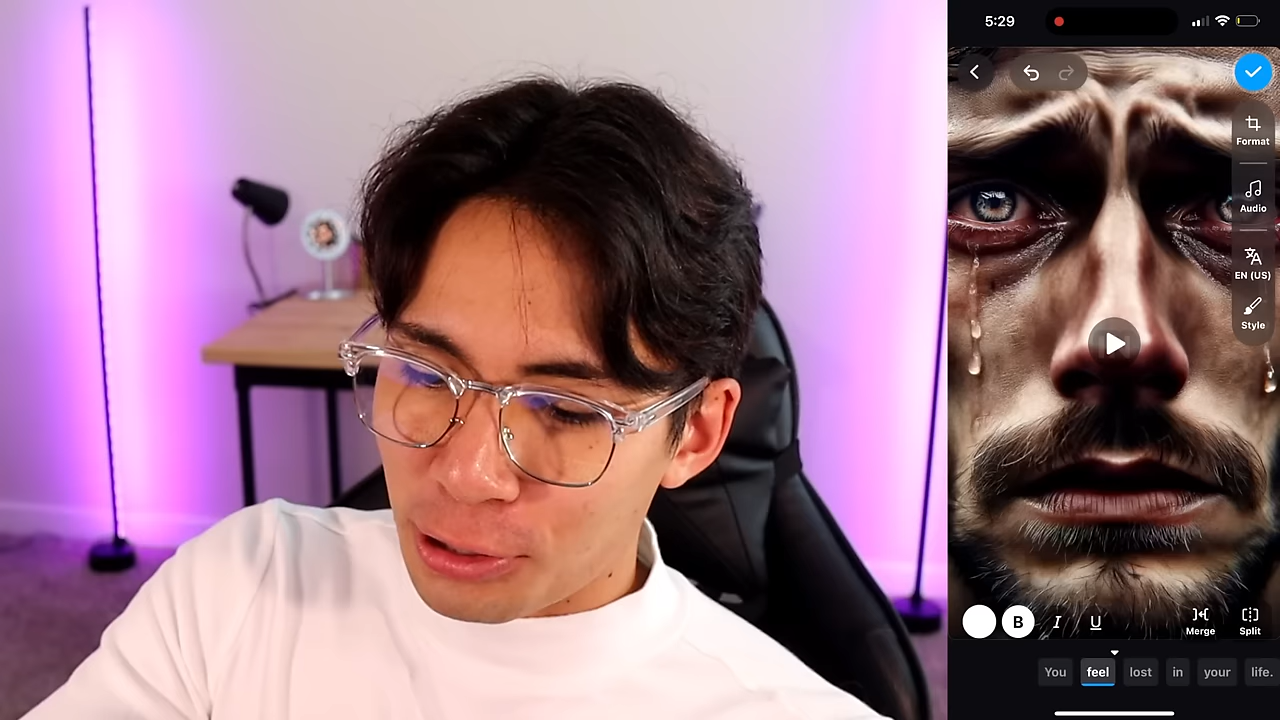 5:29
Format
Audio
EN (US)
Style
B I U
Merge Split
You feel lost in your life.